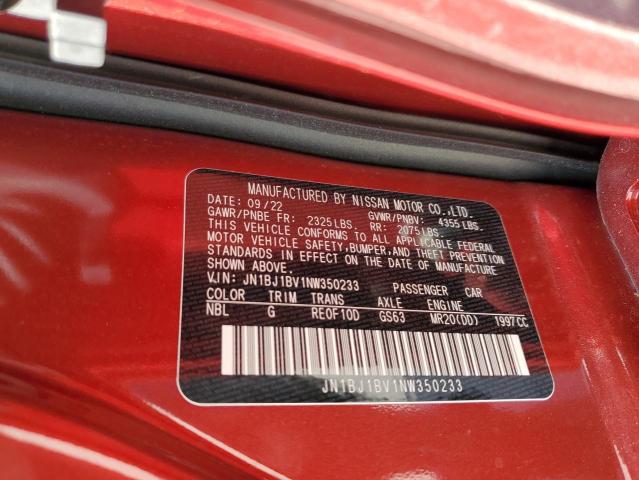 MANUFACTURED BY NISSAN MOTOR CO.,LTD.
DATE: 09/22 GVWR/PNBV: 4355 LBS.
GAWR/PNBE FR: 2325 LBS. RR: 2075 LBS.
THIS VEHICLE CONFORMS TO ALL APPLICABLE FEDERAL
MOTOR VEHICLE SAFETY, BUMPER, AND THEFT PREVENTION
STANDARDS IN EFFECT ON THE DATE OF MANUFACTURE
SHOWN ABOVE.
V.I.N: JN1BJ1BV1NW350233 PASSENGER CAR
COLOR TRIM TRANS AXLE ENGINE
NBL G RE0F10D GS63 MR20(DD) 1997CC
JN1BJ1BV1NW350233